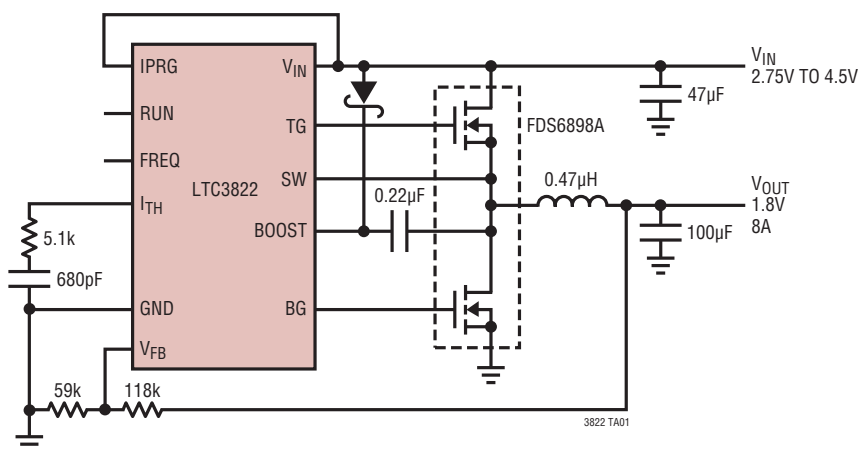 IPRG
RUN
FREQ
ITH
GND
VFB
LTC3822
VIN
TG
SW
BOOST
BG
5.1k
680pF
59k
118k
0.22μF
FDS6898A
0.47μH
47μF
100μF
VIN
2.75V TO 4.5V
VOUT
1.8V
8A
3822 TA01